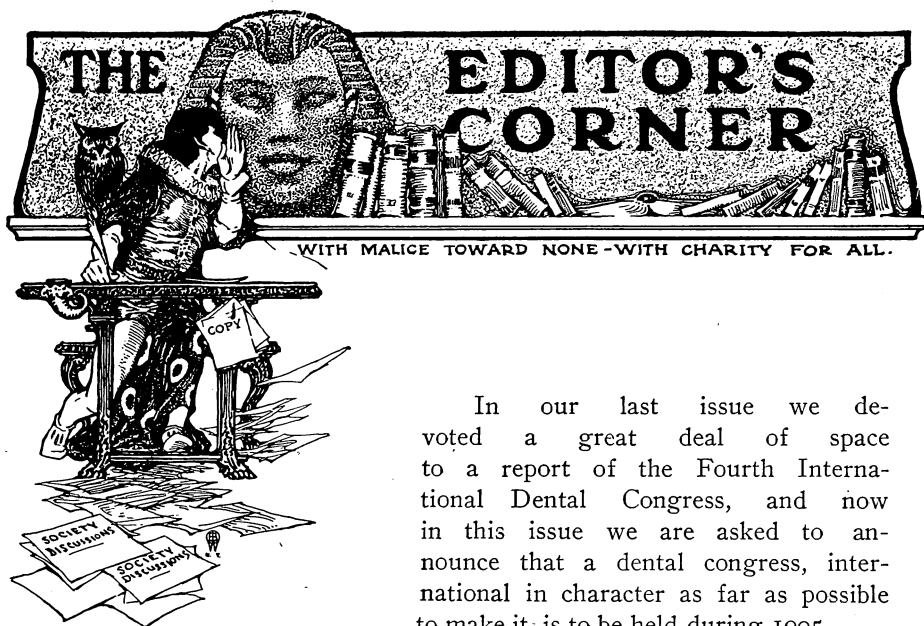 THE EDITOR'S
CORNER
WITH MALICE TOWARD NONE-WITH CHARITY FOR ALL.
COPY
SOCIETY
DISCUSSIONS
SOCIETY
DISCUSSIONS
In our last issue we de-
voted a great deal of space
to a report of the Fourth Interna-
tional Dental Congress, and now
in this issue we are asked to an-
nounce that a dental congress, inter-
national in character as far as possible
to make it, is to be held during 1905.